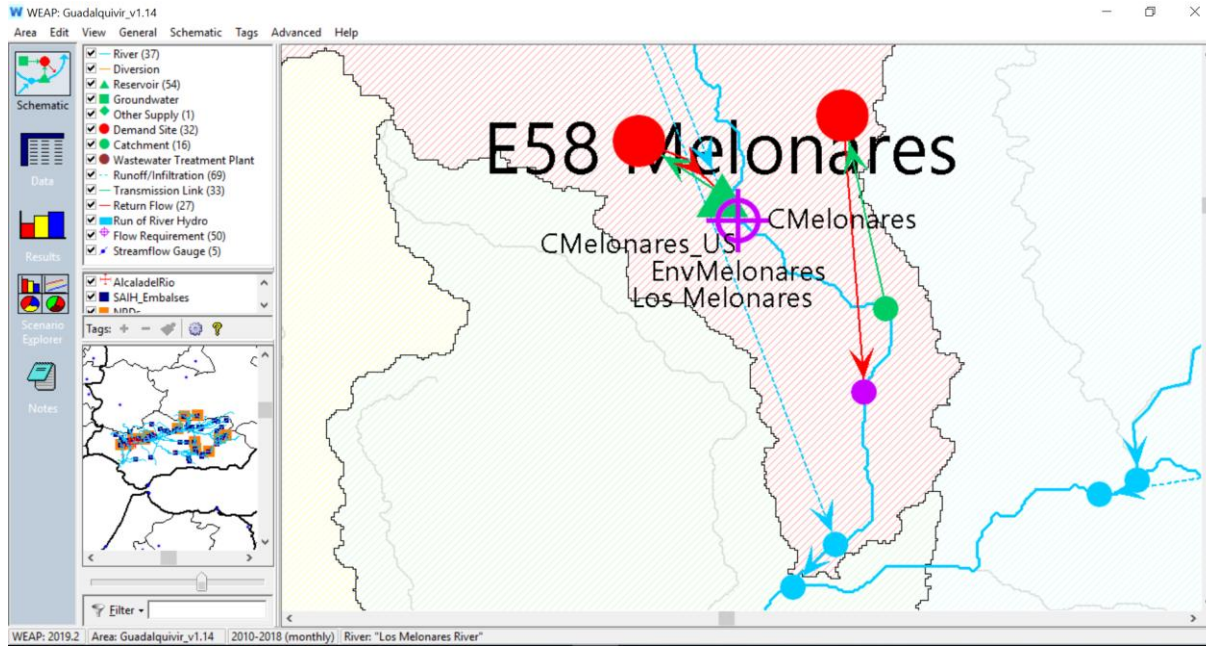 WEAP: Guadalquivir_v1.14
Area Edit View General Schematic Tags Advanced Help
Schematic
Data
Results
Scenario
Explorer
Notes
River (37)
Diversion
Reservoir (54)
Groundwater
Other Supply (1)
Demand Site (32)
Catchment (16)
Wastewater Treatment Plant
Runoff/Infiltration (69)
Transmission Link (33)
Return Flow (27)
Run of River Hydro
Flow Requirement (50)
Streamflow Gauge (5)
AlcaladelRio
SAIH_Embalses
Tags:
Filter
E58 Melonares
CMelonares
CMelonares_US
EnvMelonares
Los Melonares
WEAP: 2019.2 Area: Guadalquivir_v1.14 2010-2018 (monthly) River: "Los Melonares River"